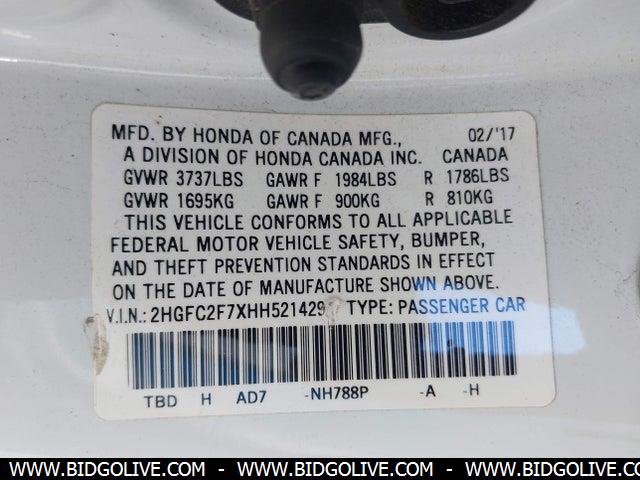 MFD. BY HONDA OF CANADA MFG., 02/'17
A DIVISION OF HONDA CANADA INC. CANADA
GVWR 3737LBS GAWR F 1984LBS R 1786LBS
GVWR 1695KG GAWR F 900KG R 810KG
THIS VEHICLE CONFORMS TO ALL APPLICABLE
FEDERAL MOTOR VEHICLE SAFETY, BUMPER,
AND THEFT PREVENTION STANDARDS IN EFFECT
ON THE DATE OF MANUFACTURE SHOWN ABOVE.
V.I.N.: TYPE: PASSENGER CAR
TBD H AD7 -NH788P -A -H
WWW.BIDGOLIVE.COM - WWW.BIDGOLIVE.COM - WWW.BIDGOLIVE.COM